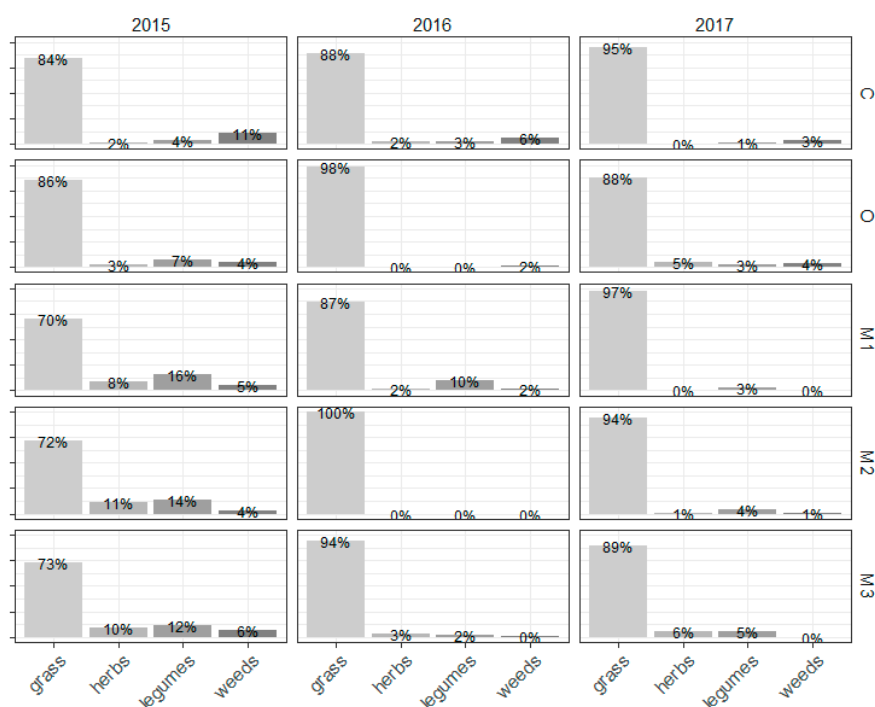 2015 2016 2017
84% 2% 4% 11% 88% 2% 3% 6% 95% 0% 1% 3% C
86% 3% 7% 4% 98% 0% 0% 2% 88% 5% 3% 4% O
70% 8% 16% 5% 87% 2% 10% 2% 97% 0% 3% 0% M1
72% 11% 14% 4% 100% 0% 0% 0% 94% 1% 4% 1% M2
73% 10% 12% 6% 94% 3% 2% 0% 89% 6% 5% 0% M3
grass herbs legumes weeds grass herbs legumes weeds grass herbs legumes weeds